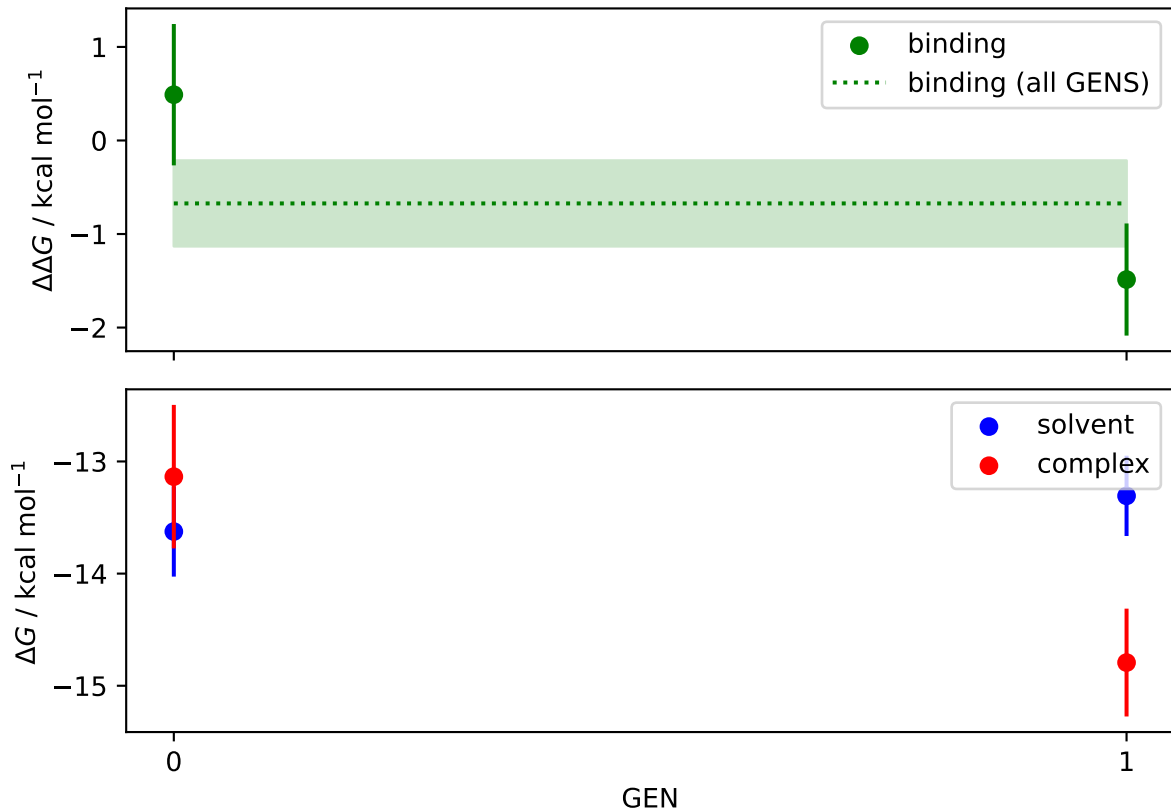 1
0
−1
−2
ΔΔG / kcal mol⁻¹
binding
binding (all GENS)
−13
−14
−15
ΔG / kcal mol⁻¹
solvent
complex
0
1
GEN